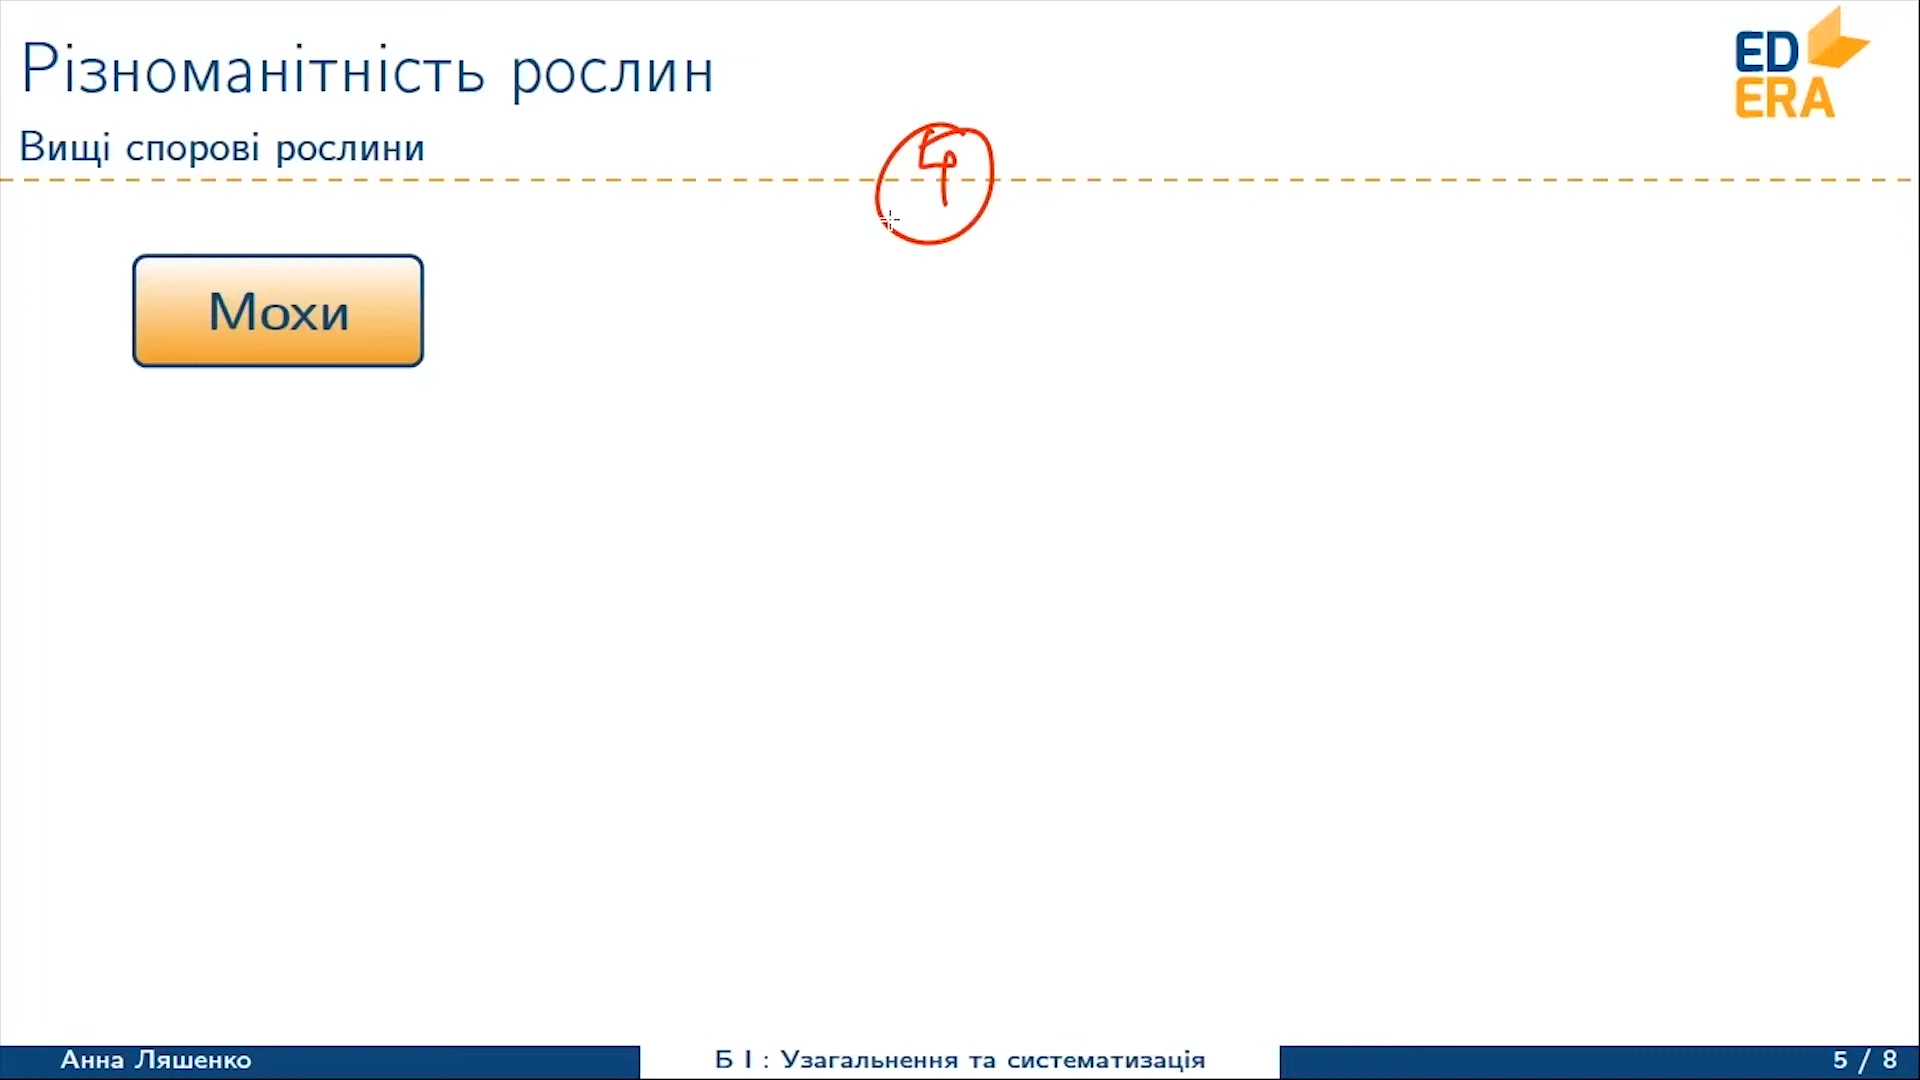 Різноманітність рослин
ED
ERA
Вищі спорові рослини
4
Мохи
Анна Ляшенко
Б І : Узагальнення та систематизація
5 / 8